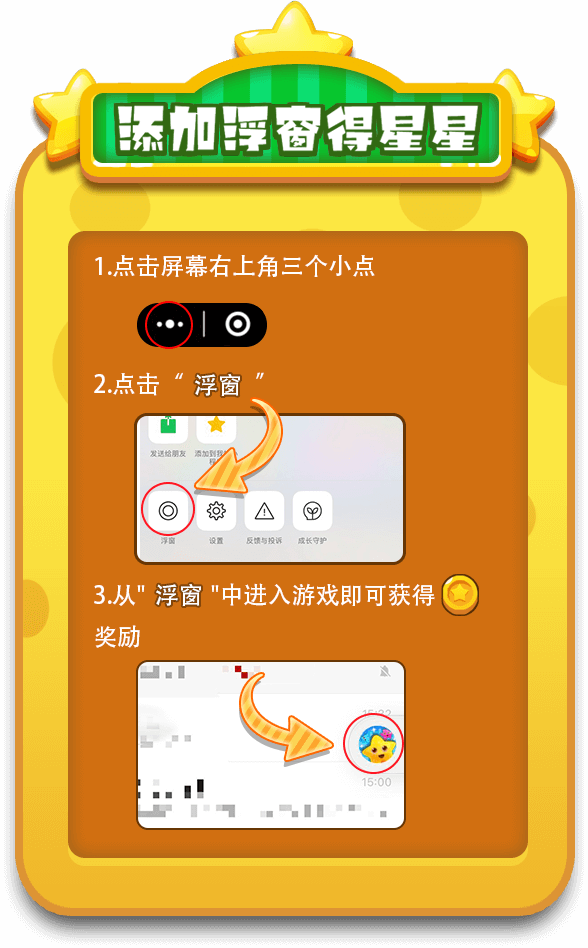 添加浮窗得星星
1.点击屏幕右上角三个小点
2.点击“ 浮窗 ”
发送给朋友 添加到我的
浮窗 设置 反馈与投诉 成长守护
3.从" 浮窗 "中进入游戏即可获得
奖励
15:00